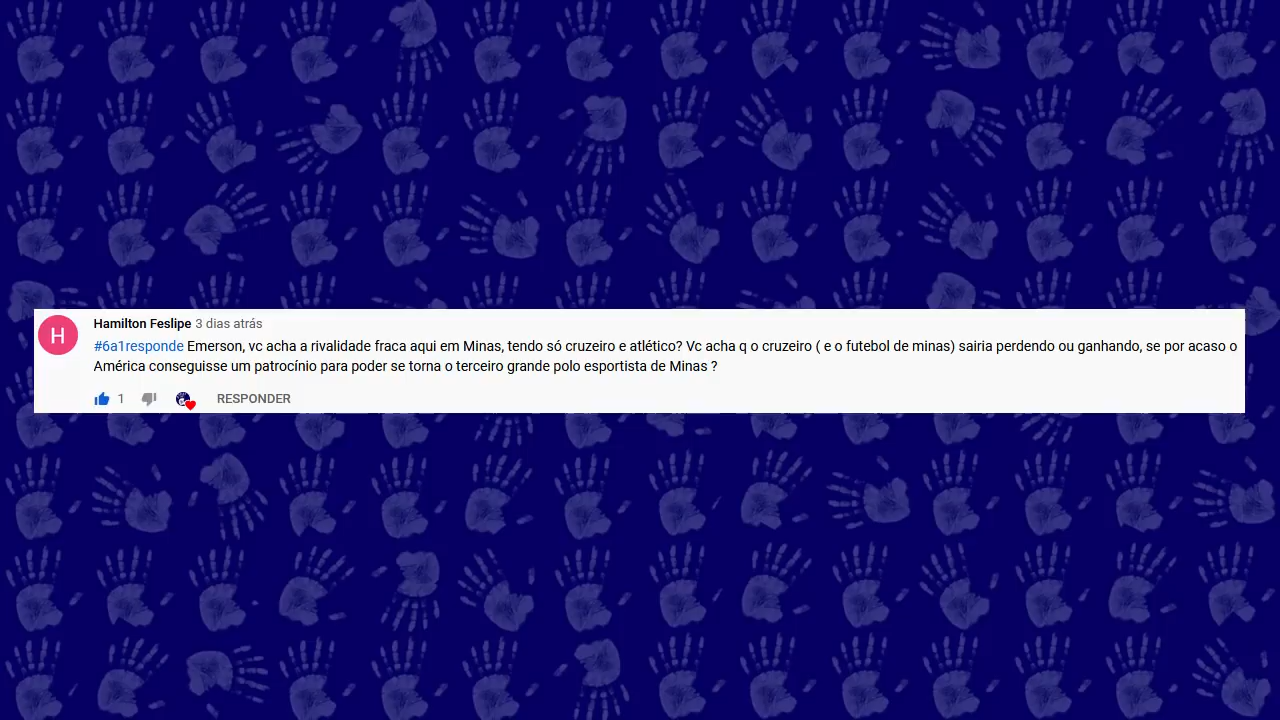 Hamilton Feslipe 3 dias atrás
#6a1responde Emerson, vc acha a rivalidade fraca aqui em Minas, tendo só cruzeiro e atlético? Vc acha q o cruzeiro ( e o futebol de minas) sairia perdendo ou ganhando, se por acaso o
América conseguisse um patrocínio para poder se torna o terceiro grande polo esportista de Minas ?
1 RESPONDER
H